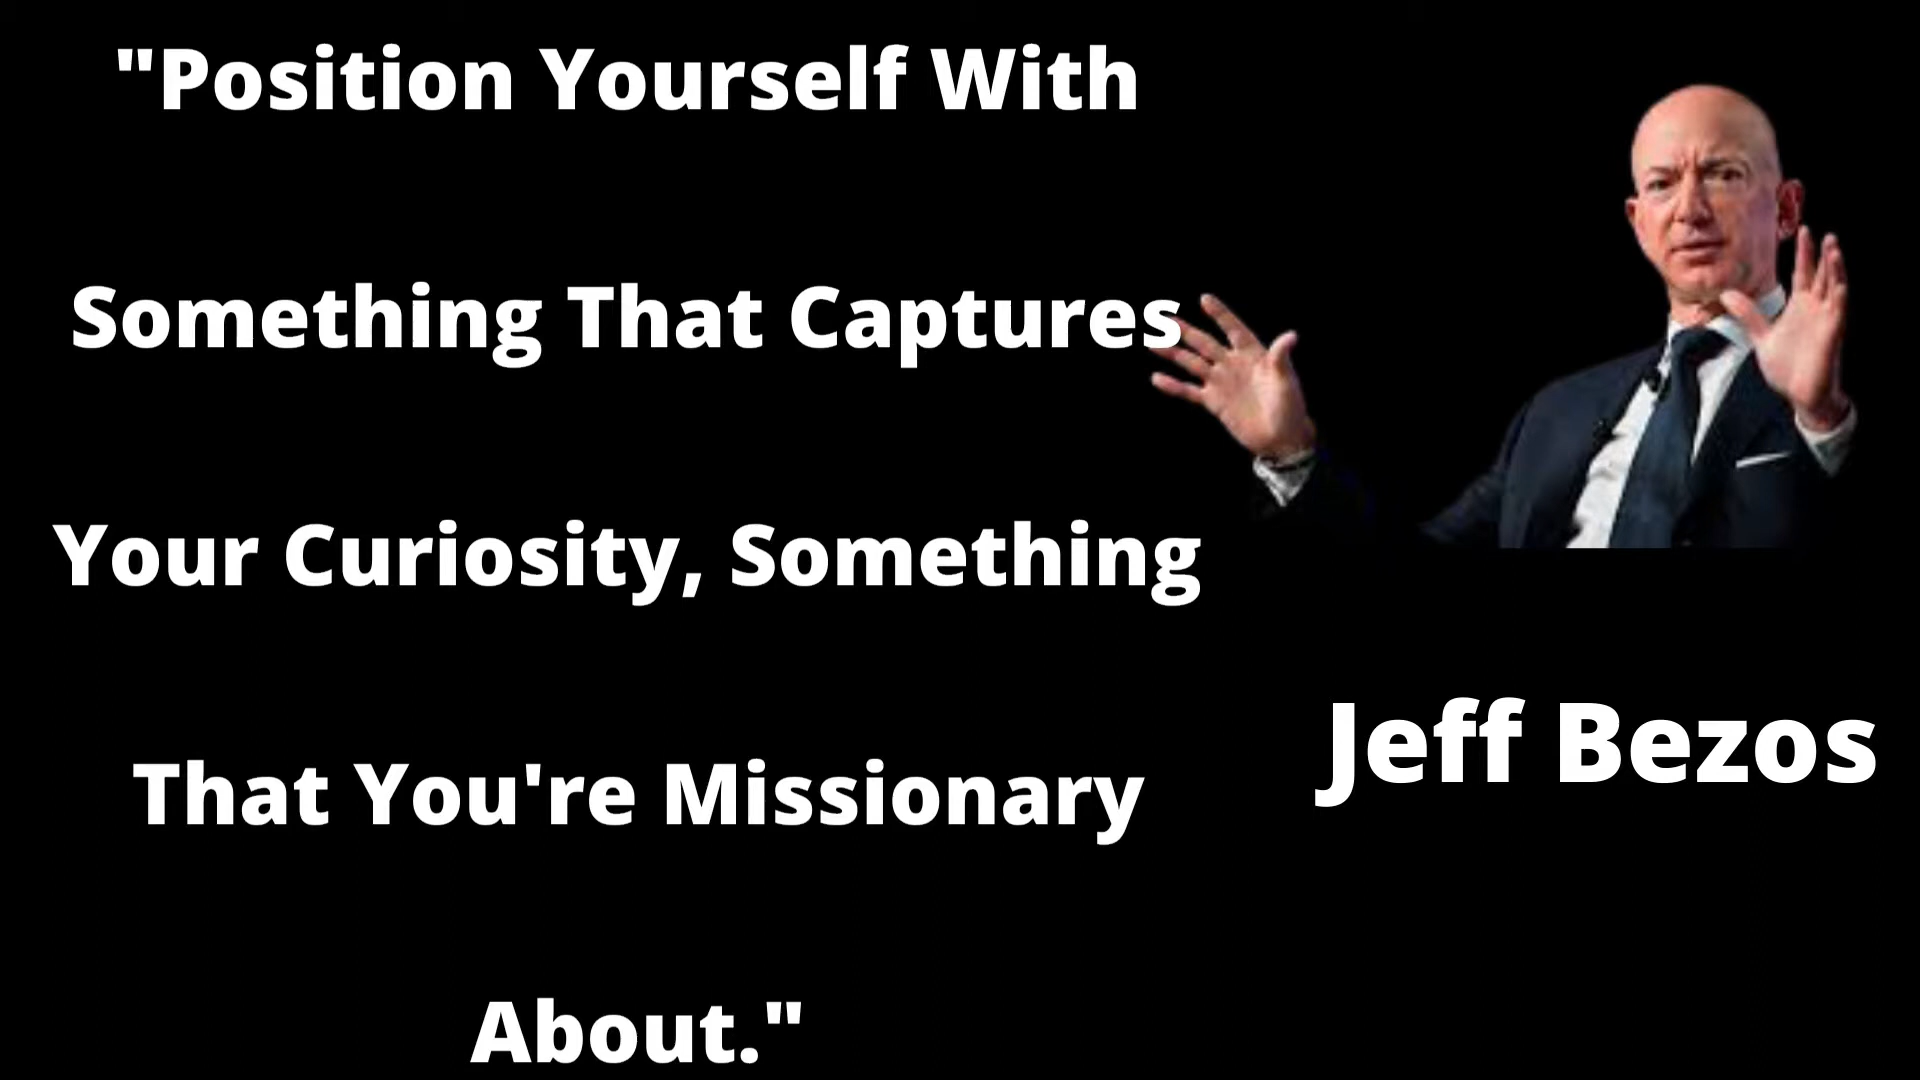 "Position Yourself With
Something That Captures
Your Curiosity, Something
That You're Missionary
About."
Jeff Bezos